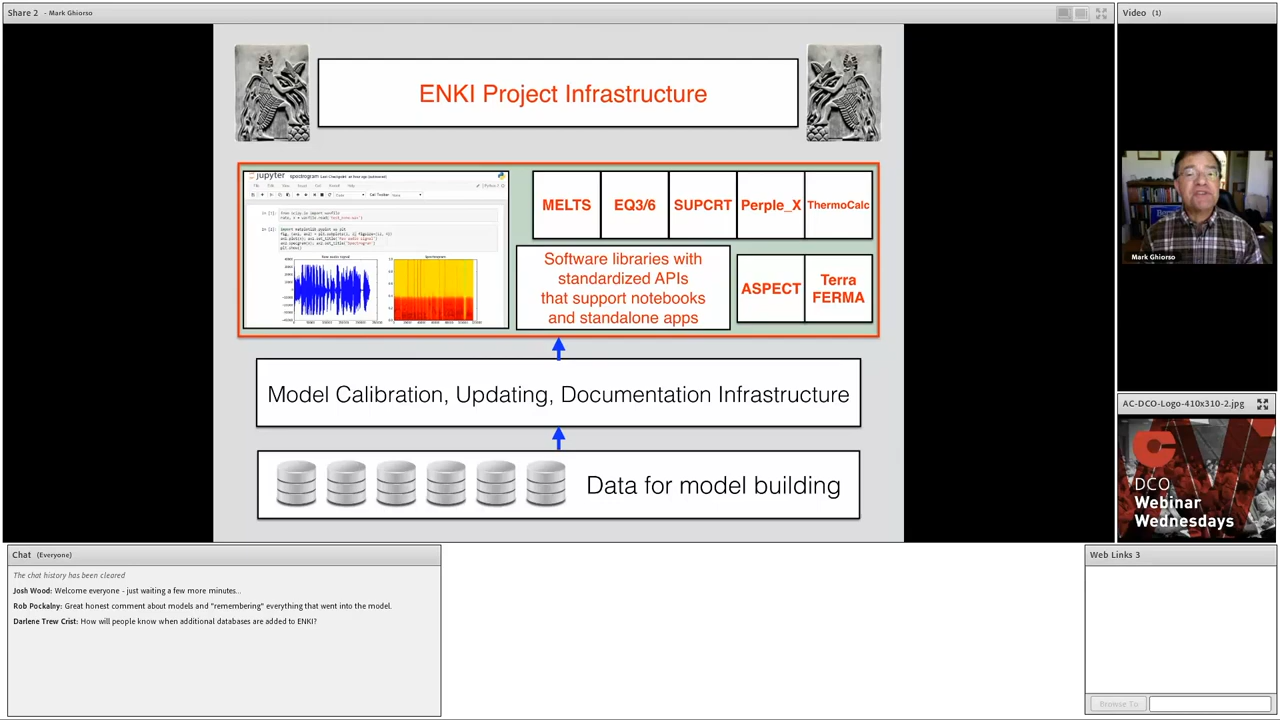 Share 2 - Mark Ghiorso
ENKI Project Infrastructure
jupyter spectrogram
MELTS
EQ3/6
SUPCRT
Perple_X
ThermoCalc
Software libraries with
standardized APIs
that support notebooks
and standalone apps
ASPECT
Terra
FERMA
Model Calibration, Updating, Documentation Infrastructure
Data for model building
Video (1)
Mark Ghiorso
AC-DCO-Logo-410x310-2.jpg
DCO
Webinar
Wednesdays
Chat (Everyone)
The chat history has been cleared
Josh Wood: Welcome everyone - just waiting a few more minutes...
Rob Pockalny: Great honest comment about models and "remembering" everything that went into the model.
Darlene Trew Crist: How will people know when additional databases are added to ENKI?
Web Links 3
Browse To